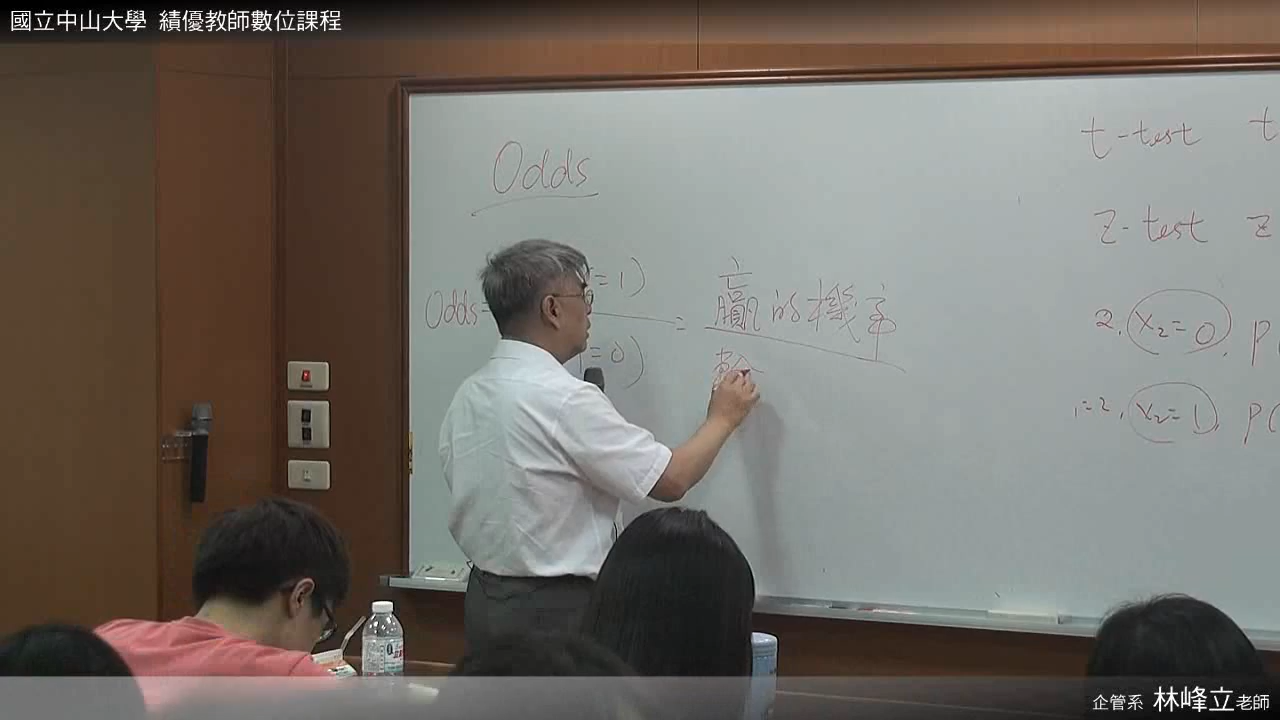 國立中山大學 績優教師數位課程
Odds
Odds= =1) = 贏的機率
=0) 輸
t-test t
z-test z
2. X₂=0, P(
1=2, X₂=1, P(
企管系 林峰立老師